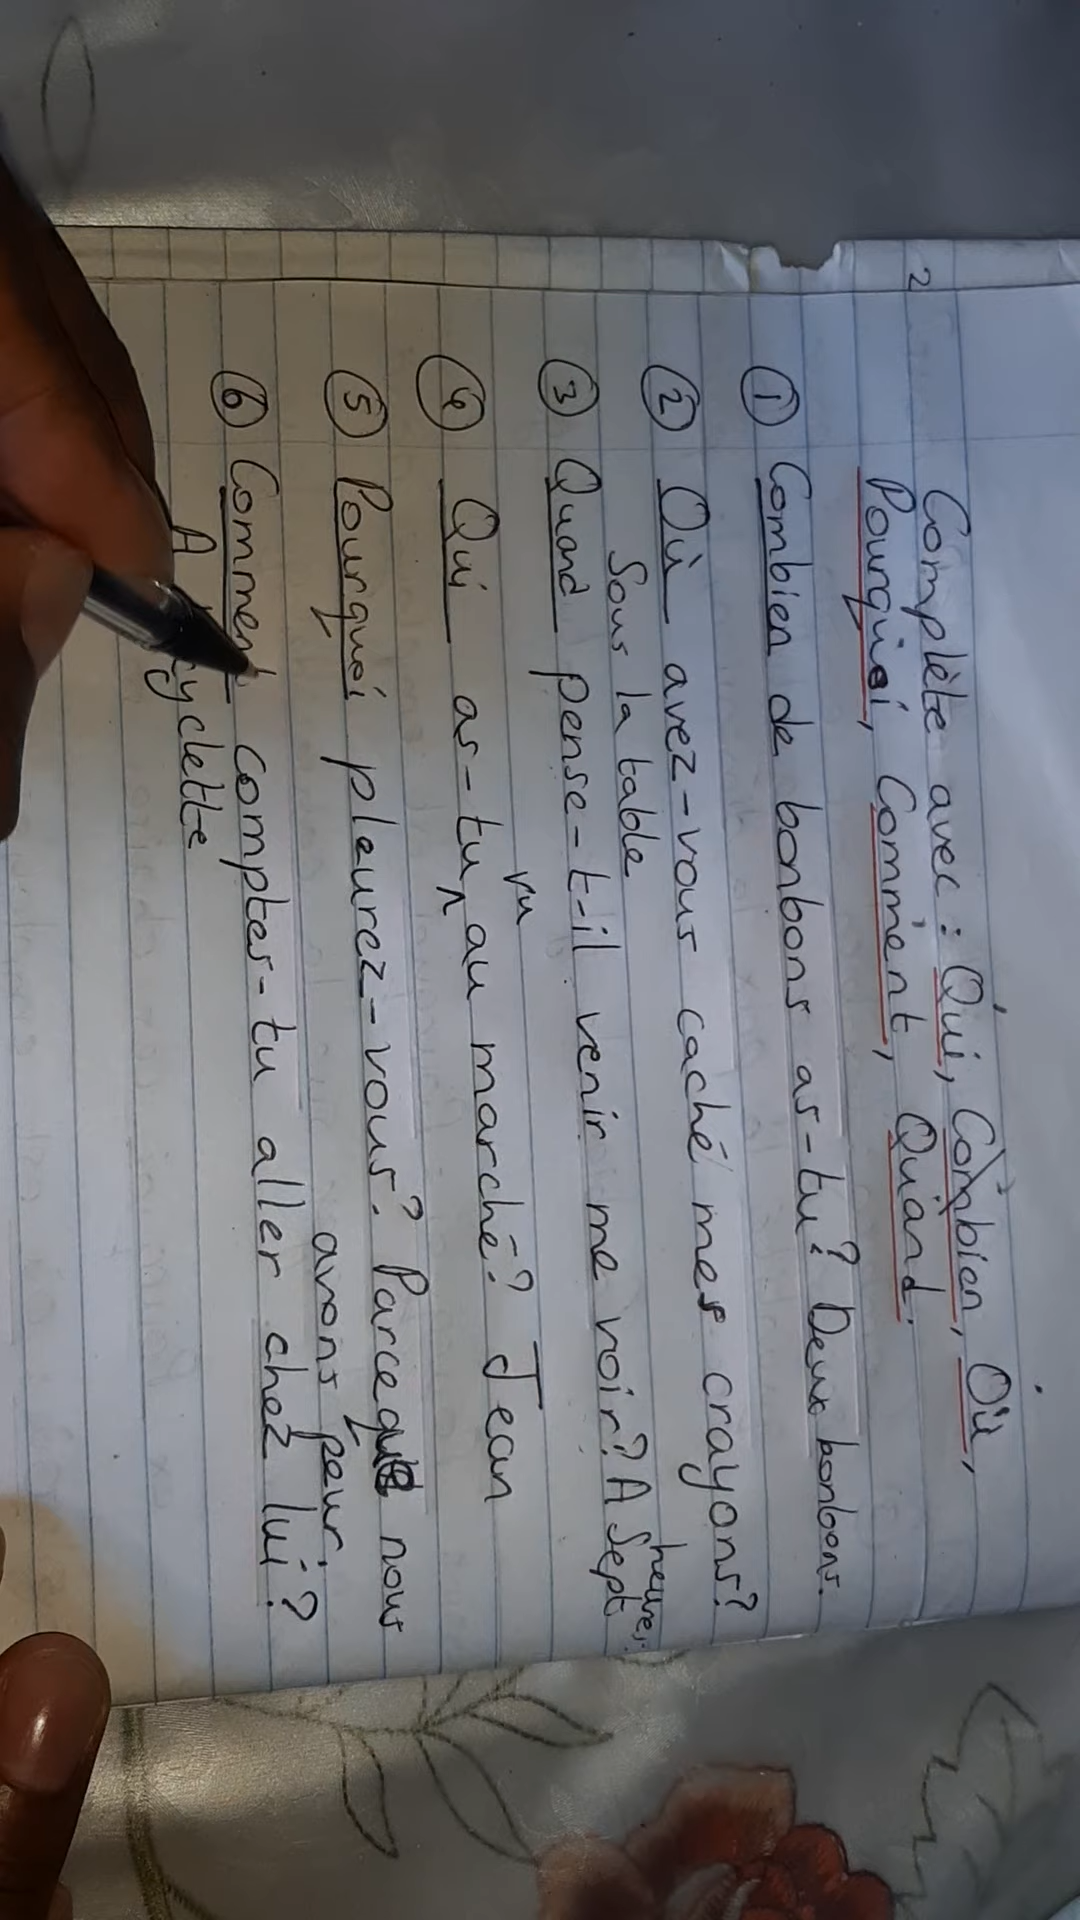 2
Complète avec : Qui, Combien, Où,
Pourquoi, Comment, Quand.
① Combien de bonbons as-tu? Deux bonbons.
② Où avez-vous caché mes crayons?
Sous la table
③ Quand pense-t-il venir me voir? A Sept heures.
④ Qui as-tu vu au marché? Jean
⑤ Pourquoi pleurez-vous? Parceque nous
avons peur.
⑥ Comment comptes-tu aller chez lui?
A